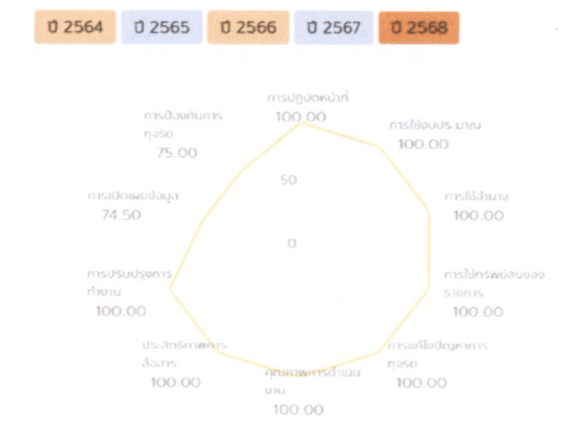 ปี 2564 ปี 2565 ปี 2566 ปี 2567 ปี 2568
การปฏิบัติหน้าที่
100.00
การใช้งบประมาณ
100.00
การใช้อำนาจ
100.00
การใช้ทรัพย์สินของ
ราชการ
100.00
การแก้ไขปัญหาการ
ทุจริต
100.00
คุณภาพการดำเนิน
งาน
100.00
ประสิทธิภาพการ
สื่อสาร
100.00
การปรับปรุงการ
ทำงาน
100.00
การเปิดเผยข้อมูล
74.50
การป้องกันการ
ทุจริต
75.00
50
0